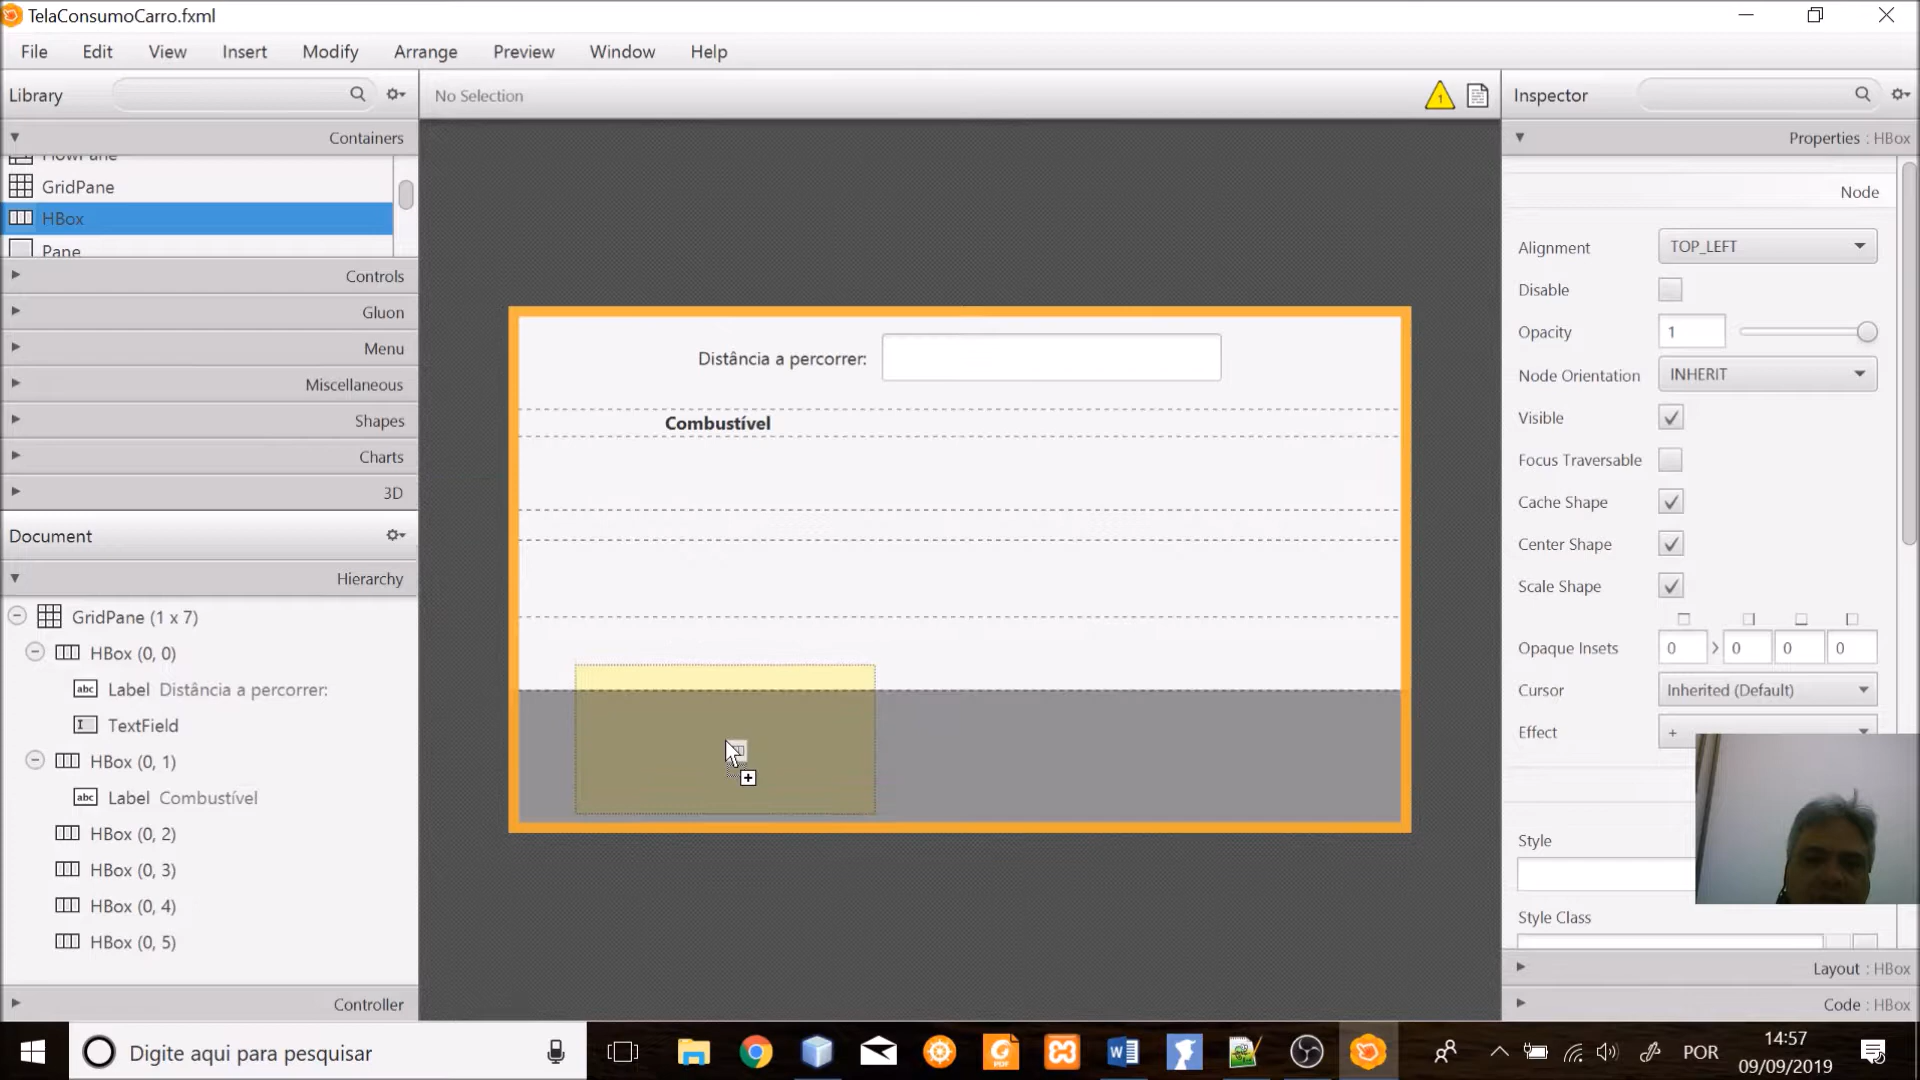 TelaConsumoCarro.fxml
File Edit View Insert Modify Arrange Preview Window Help
Library
No Selection
1
Inspector
Containers
Properties : HBox
FlowPane
GridPane
HBox
Pane
Controls
Gluon
Menu
Miscellaneous
Shapes
Charts
3D
Document
Hierarchy
GridPane (1 x 7)
HBox (0, 0)
abc Label Distância a percorrer:
TextField
HBox (0, 1)
abc Label Combustível
HBox (0, 2)
HBox (0, 3)
HBox (0, 4)
HBox (0, 5)
Controller
Distância a percorrer:
Combustível
Node
Alignment TOP_LEFT
Disable
Opacity 1
Node Orientation INHERIT
Visible
Focus Traversable
Cache Shape
Center Shape
Scale Shape
Opaque Insets 0 0 0 0
Cursor Inherited (Default)
Effect +
Style
Style Class
Layout : HBox
Code : HBox
Digite aqui para pesquisar
POR
14:57
09/09/2019